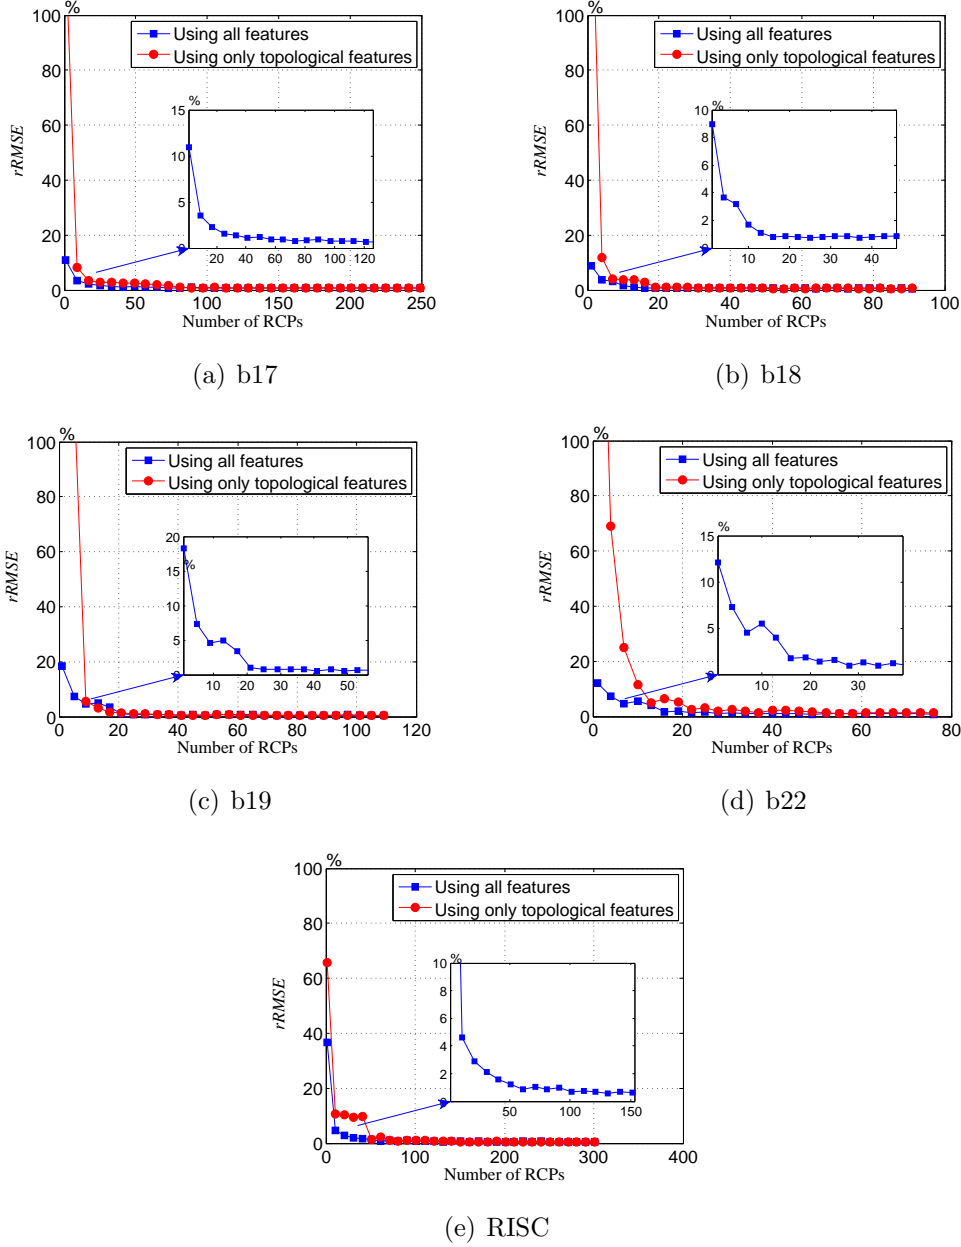 %
100
80
60
40
20
0
rRMSE
Using all features
Using only topological features
%
15
10
5
0
20 40 60 80 100 120
0 50 100 150 200 250
Number of RCPs
(a) b17
%
100
80
60
40
20
0
rRMSE
Using all features
Using only topological features
%
10
8
6
4
2
0
10 20 30 40
0 20 40 60 80 100
Number of RCPs
(b) b18
%
100
80
60
40
20
0
rRMSE
Using all features
Using only topological features
20
%
15
10
5
0
10 20 30 40 50
0 20 40 60 80 100 120
Number of RCPs
(c) b19
%
100
80
60
40
20
0
rRMSE
Using all features
Using only topological features
%
15
10
5
0
10 20 30
0 20 40 60 80
Number of RCPs
(d) b22
%
100
80
60
40
20
0
rRMSE
Using all features
Using only topological features
%
10
8
6
4
2
0
50 100 150
0 100 200 300 400
Number of RCPs
(e) RISC